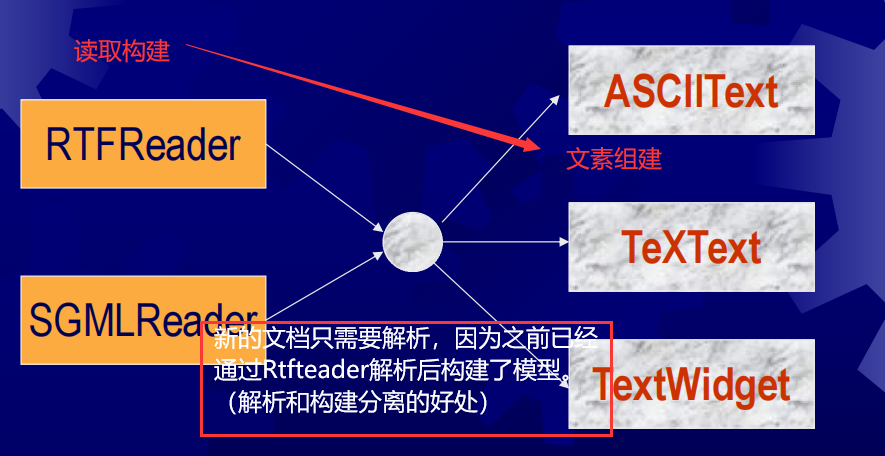 读取构建
ASCIIText
RTFReader
文素组建
TeXText
SGMLReader
新的文档只需要解析，因为之前已经
通过Rtfteader解析后构建了模型。
（解析和构建分离的好处）
TextWidget